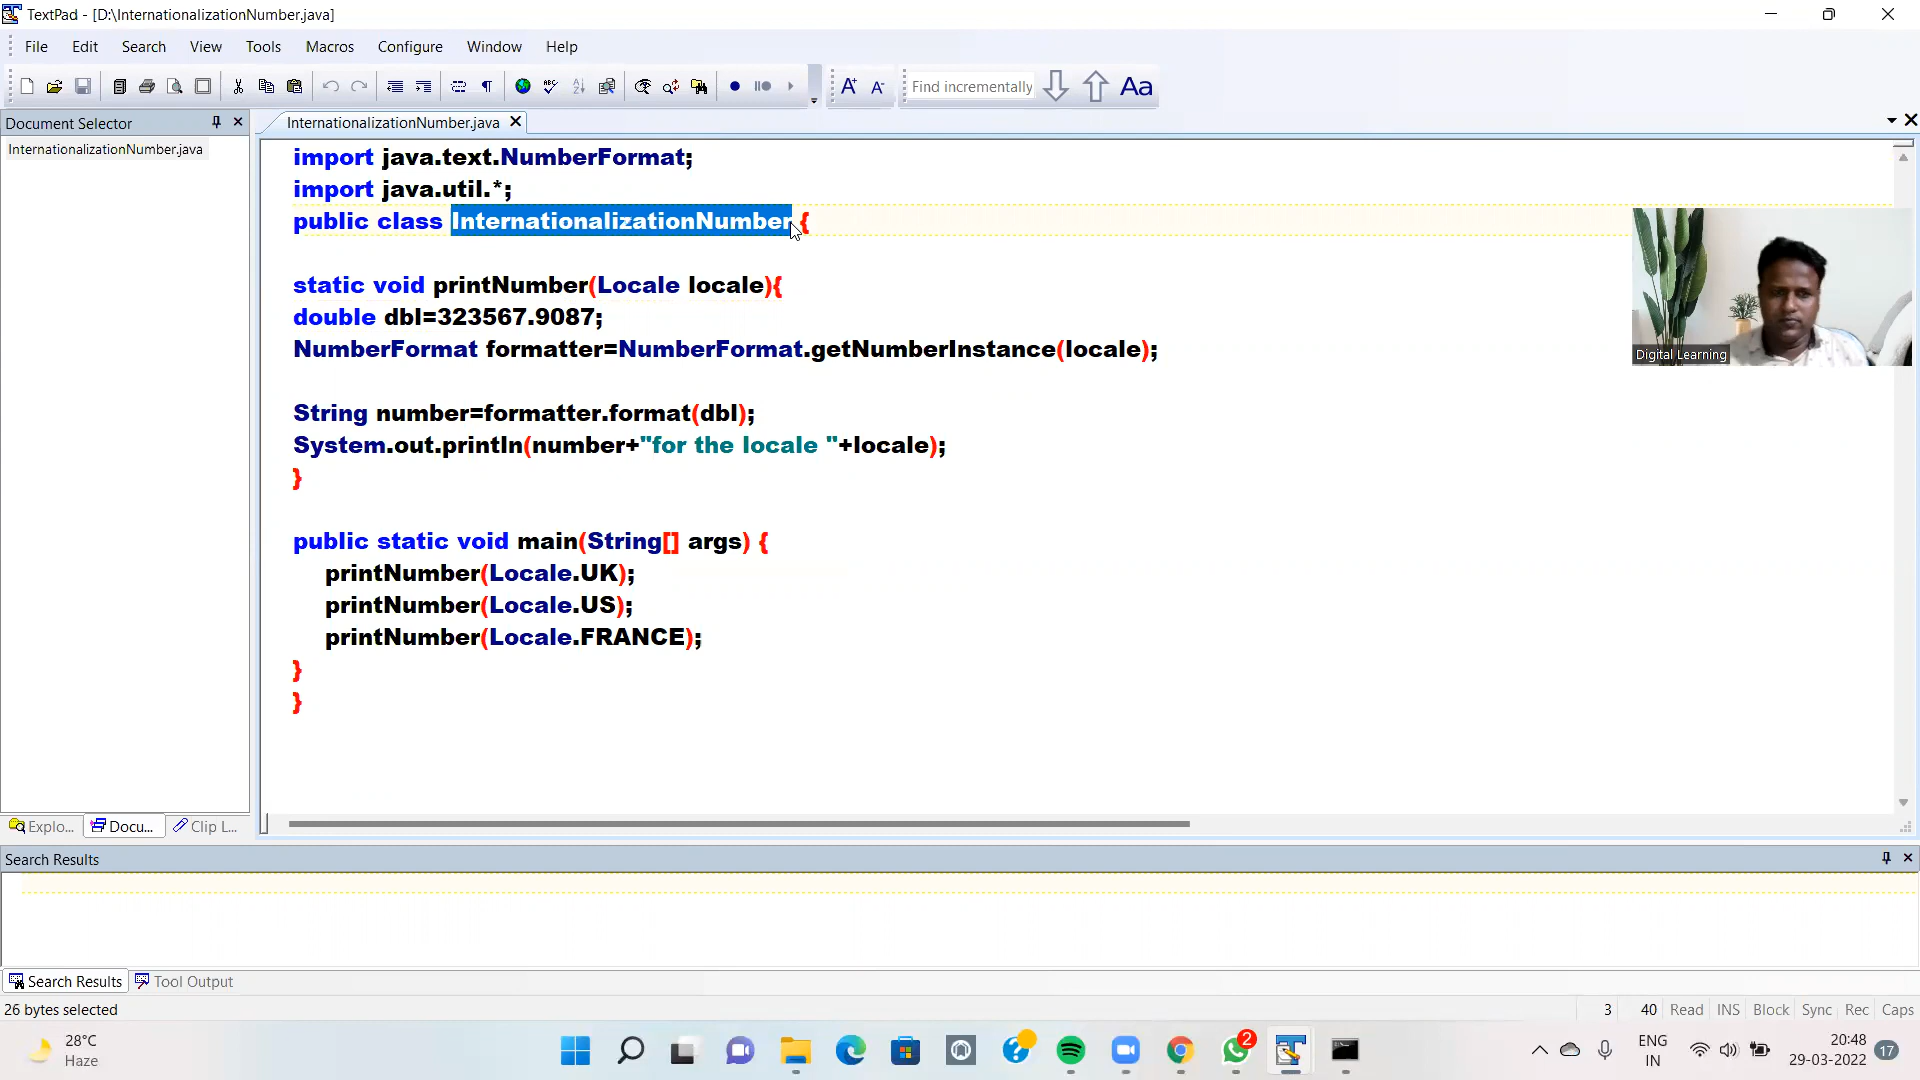 TextPad - [D:\InternationalizationNumber.java]
File Edit Search View Tools Macros Configure Window Help
Find incrementally
Document Selector
InternationalizationNumber.java
InternationalizationNumber.java
import java.text.NumberFormat;
import java.util.*;
public class InternationalizationNumber {
static void printNumber(Locale locale){
double dbl=323567.9087;
NumberFormat formatter=NumberFormat.getNumberInstance(locale);
String number=formatter.format(dbl);
System.out.println(number+"for the locale "+locale);
}
public static void main(String[] args) {
printNumber(Locale.UK);
printNumber(Locale.US);
printNumber(Locale.FRANCE);
}
}
Digital Learning
Explo... Docu... Clip L...
Search Results
Search Results Tool Output
26 bytes selected 3 40 Read INS Block Sync Rec Caps
28°C
Haze
2
ENG
IN
20:48
29-03-2022
17